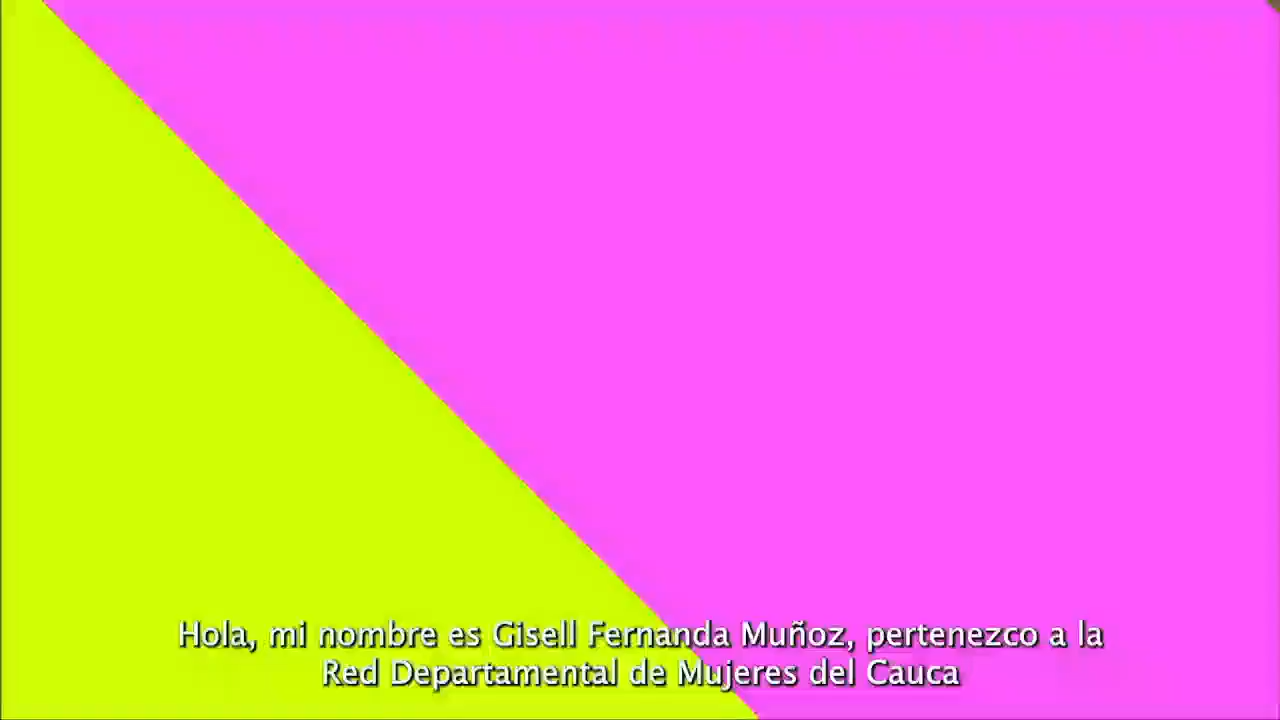 Hola, mi nombre es Gisell Fernanda Muñoz, pertenezco a la
Red Departamental de Mujeres del Cauca